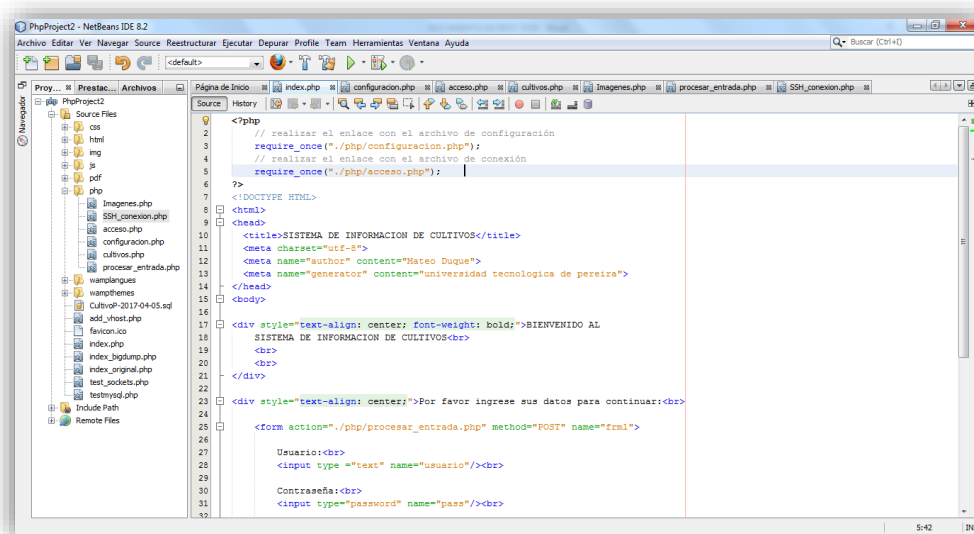 PhpProject2 - NetBeans IDE 8.2
Archivo Editar Ver Navegar Source Reestructurar Ejecutar Depurar Profile Team Herramientas Ventana Ayuda
Buscar (Ctrl+I)
<default>
Proy... Prestac... Archivos
Página de Inicio index.php configuracion.php acceso.php cultivos.php Imagenes.php procesar_entrada.php SSH_conexion.php
Source History
Navegador
PhpProject2
Source Files
css
html
img
js
pdf
php
Imagenes.php
SSH_conexion.php
acceso.php
configuracion.php
cultivos.php
procesar_entrada.php
wamplangues
wampthemes
CultivoP-2017-04-05.sql
add_vhost.php
favicon.ico
index.php
index_bigdump.php
index_original.php
test_sockets.php
testmysql.php
Include Path
Remote Files
<?php
2 // realizar el enlace con el archivo de configuración
3 require_once("./php/configuracion.php");
4 // realizar el enlace con el archivo de conexión
5 require_once("./php/acceso.php");
6 ?>
7 <!DOCTYPE HTML>
8 <html>
9 <head>
10 <title>SISTEMA DE INFORMACION DE CULTIVOS</title>
11 <meta charset="utf-8">
12 <meta name="author" content="Mateo Duque">
13 <meta name="generator" content="universidad tecnologica de pereira">
14 </head>
15 <body>
16
17 <div style="text-align: center; font-weight: bold;">BIENVENIDO AL
18 SISTEMA DE INFORMACION DE CULTIVOS<br>
19 <br>
20 <br>
21 </div>
22
23 <div style="text-align: center;">Por favor ingrese sus datos para continuar:<br>
24
25 <form action="./php/procesar_entrada.php" method="POST" name="frm1">
26
27 Usuario:<br>
28 <input type ="text" name="usuario"/><br>
29
30 Contraseña:<br>
31 <input type="password" name="pass"/><br>
32
5:42 IN